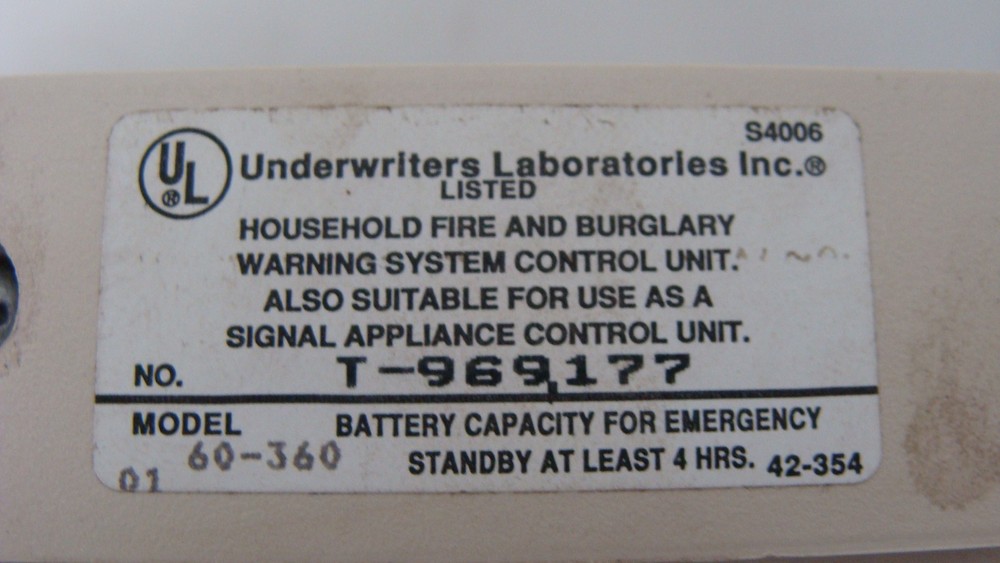 S4006
UL® Underwriters Laboratories Inc.®
LISTED
HOUSEHOLD FIRE AND BURGLARY
WARNING SYSTEM CONTROL UNIT.
ALSO SUITABLE FOR USE AS A
SIGNAL APPLIANCE CONTROL UNIT.
NO. T-969,177
MODEL BATTERY CAPACITY FOR EMERGENCY
60-360 STANDBY AT LEAST 4 HRS. 42-354
01